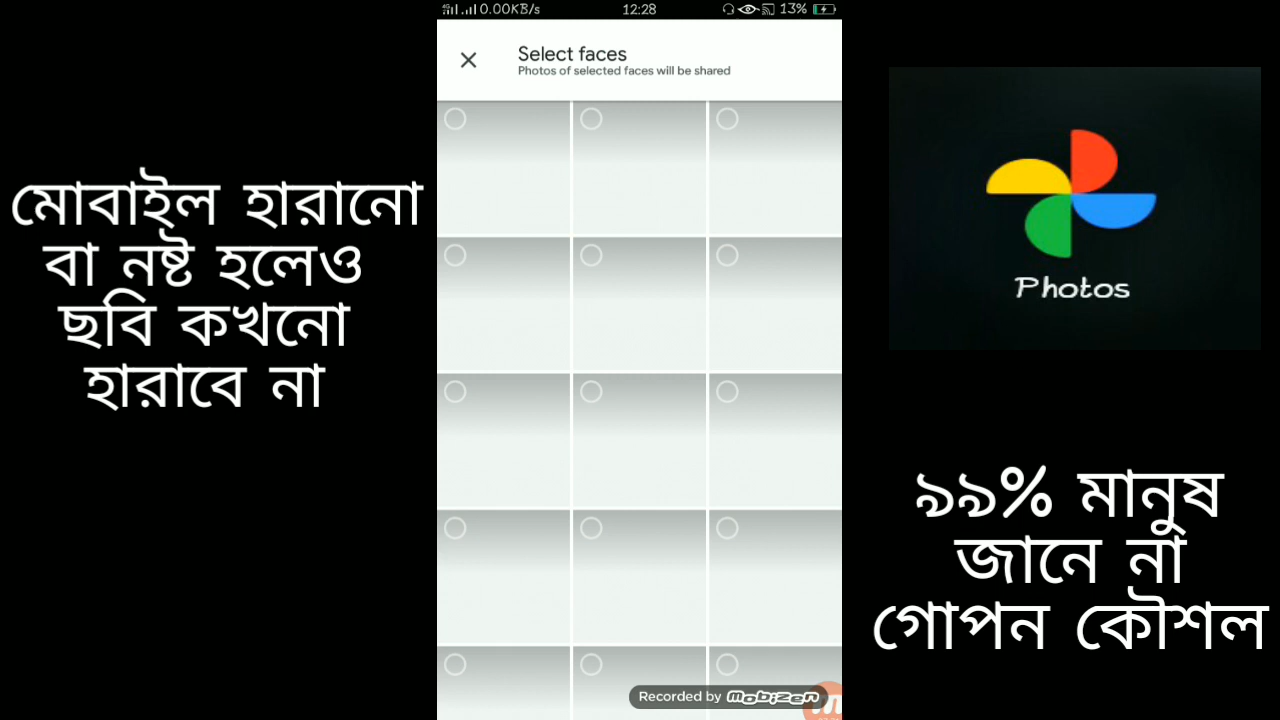 0.00KB/s 12:28 13%
Select faces
Photos of selected faces will be shared
মোবাইল হারানো
বা নষ্ট হলেও
ছবি কখনো
হারাবে না
Photos
৯৯% মানুষ
জানে না
গোপন কৌশল
Recorded by mobizen